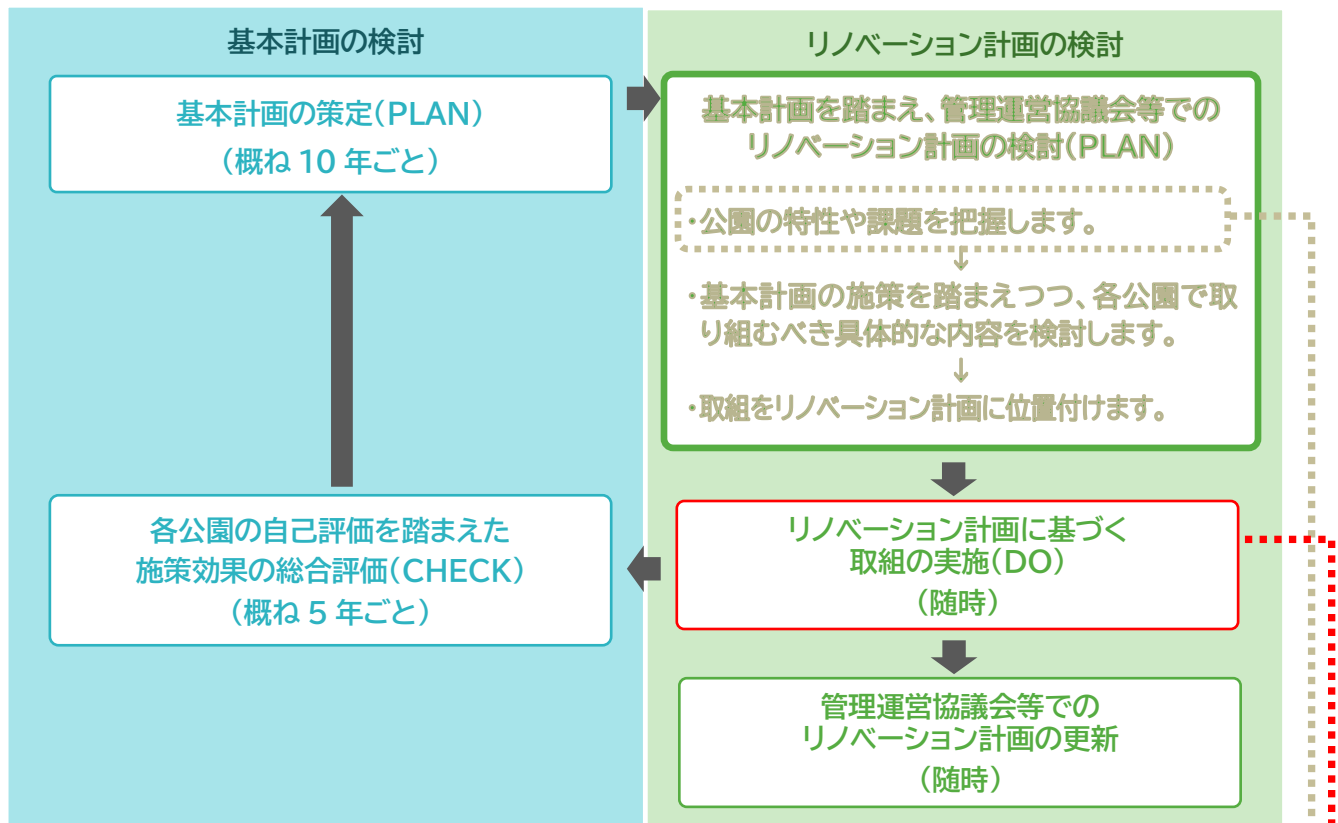 基本計画の検討
基本計画の策定(PLAN)
(概ね 10 年ごと)
各公園の自己評価を踏まえた
施策効果の総合評価(CHECK)
(概ね 5 年ごと)
リノベーション計画の検討
基本計画を踏まえ、管理運営協議会等での
リノベーション計画の検討(PLAN)
・公園の特性や課題を把握します。
↓
・基本計画の施策を踏まえつつ、各公園で取
り組むべき具体的な内容を検討します。
↓
・取組をリノベーション計画に位置付けます。
リノベーション計画に基づく
取組の実施(DO)
(随時)
管理運営協議会等での
リノベーション計画の更新
(随時)